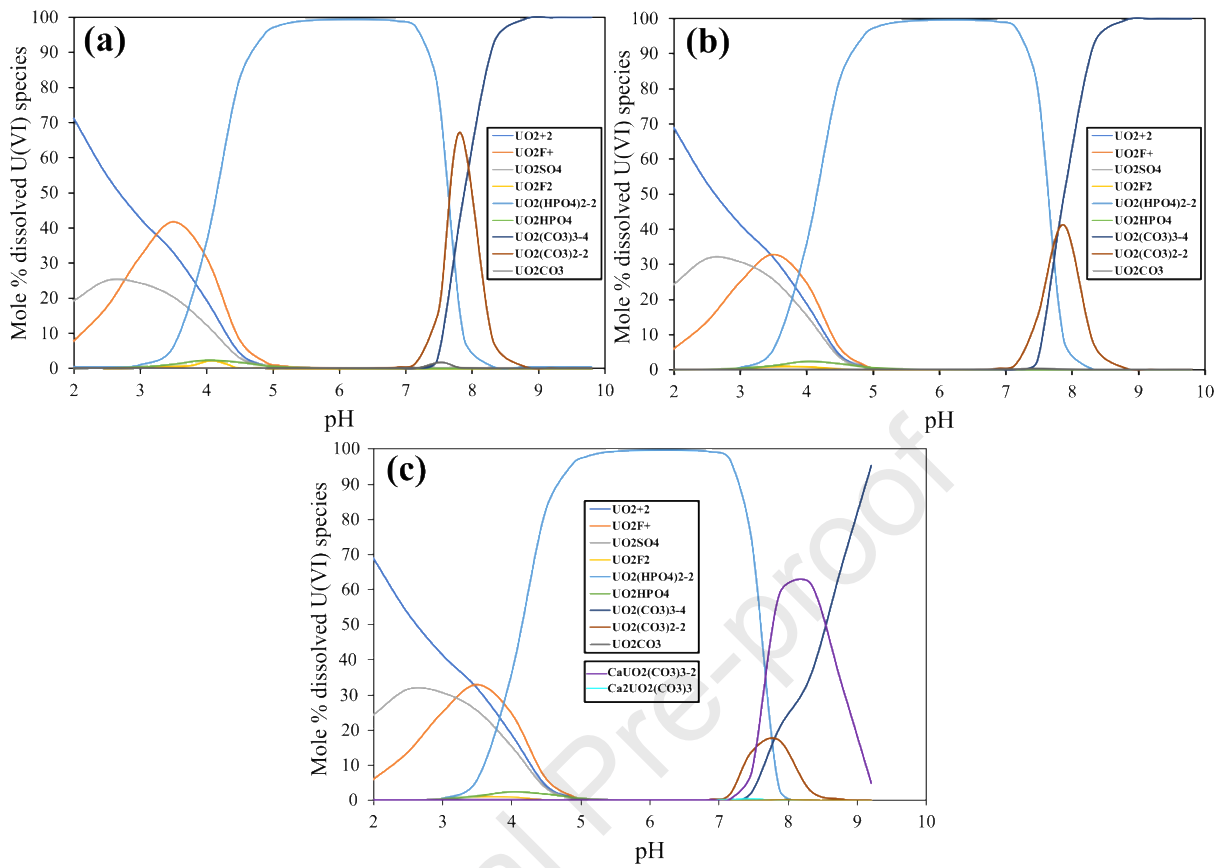 (a)
Mole % dissolved U(VI) species
100
90
80
70
60
50
40
30
20
10
0
2 3 4 5 6 7 8 9 10
pH
UO2+2
UO2F+
UO2SO4
UO2F2
UO2(HPO4)2-2
UO2HPO4
UO2(CO3)3-4
UO2(CO3)2-2
UO2CO3
(b)
Mole % dissolved U(VI) species
100
90
80
70
60
50
40
30
20
10
0
2 3 4 5 6 7 8 9 10
pH
UO2+2
UO2F+
UO2SO4
UO2F2
UO2(HPO4)2-2
UO2HPO4
UO2(CO3)3-4
UO2(CO3)2-2
UO2CO3
(c)
Mole % dissolved U(VI) species
100
90
80
70
60
50
40
30
20
10
0
2 3 4 5 6 7 8 9 10
pH
UO2+2
UO2F+
UO2SO4
UO2F2
UO2(HPO4)2-2
UO2HPO4
UO2(CO3)3-4
UO2(CO3)2-2
UO2CO3
CaUO2(CO3)3-2
Ca2UO2(CO3)3
al Pre-proof